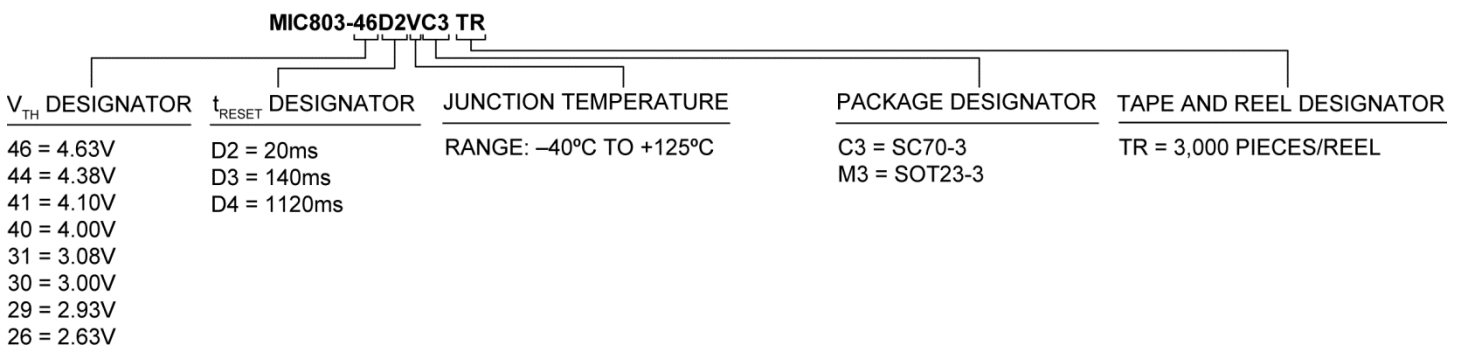 MIC803-46D2VC3 TR
VTH DESIGNATOR
46 = 4.63V
44 = 4.38V
41 = 4.10V
40 = 4.00V
31 = 3.08V
30 = 3.00V
29 = 2.93V
26 = 2.63V
tRESET DESIGNATOR
D2 = 20ms
D3 = 140ms
D4 = 1120ms
JUNCTION TEMPERATURE
RANGE: –40ºC TO +125ºC
PACKAGE DESIGNATOR
C3 = SC70-3
M3 = SOT23-3
TAPE AND REEL DESIGNATOR
TR = 3,000 PIECES/REEL